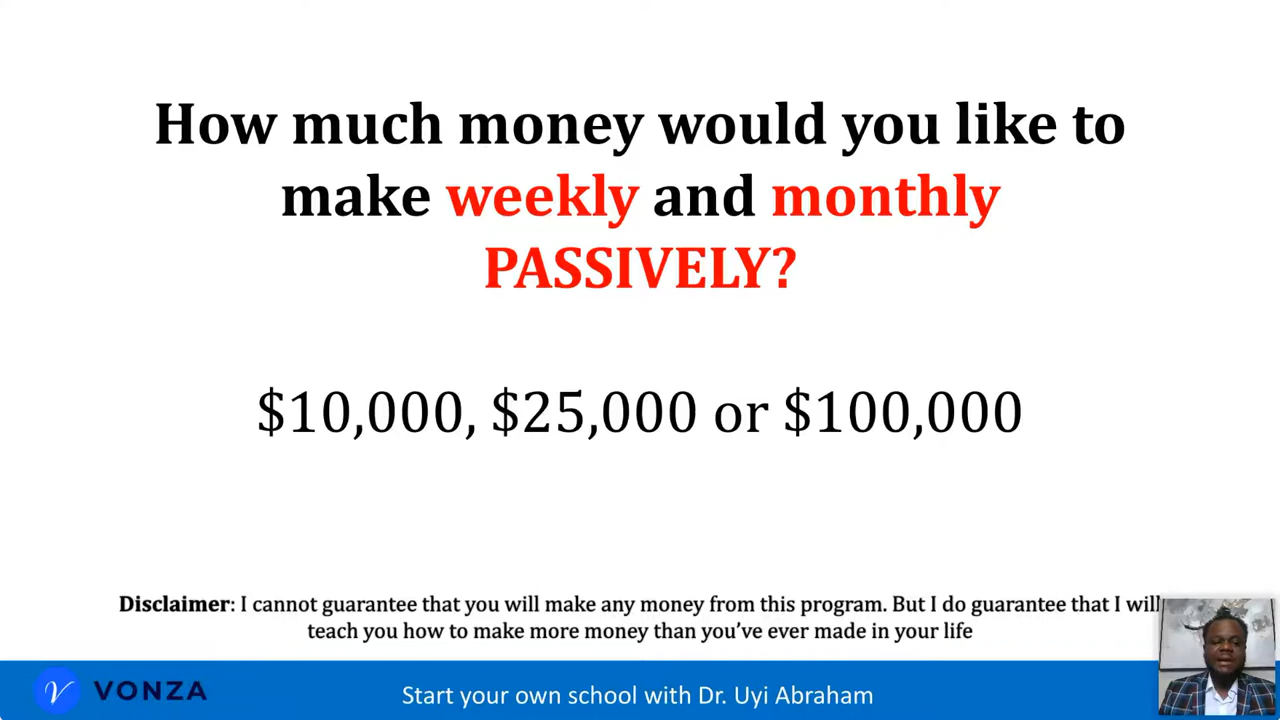 How much money would you like to
make weekly and monthly
PASSIVELY?
$10,000, $25,000 or $100,000
Disclaimer: I cannot guarantee that you will make any money from this program. But I do guarantee that I will
teach you how to make more money than you’ve ever made in your life
VONZA
Start your own school with Dr. Uyi Abraham